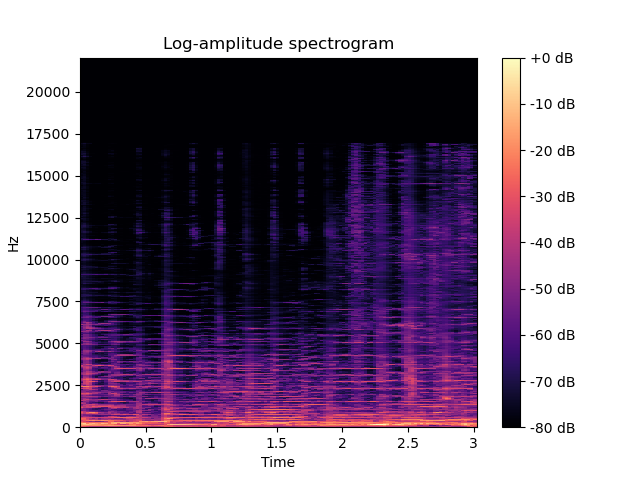 Log-amplitude spectrogram
Hz
20000
17500
15000
12500
10000
7500
5000
2500
0
0 0.5 1 1.5 2 2.5 3
Time
+0 dB
-10 dB
-20 dB
-30 dB
-40 dB
-50 dB
-60 dB
-70 dB
-80 dB